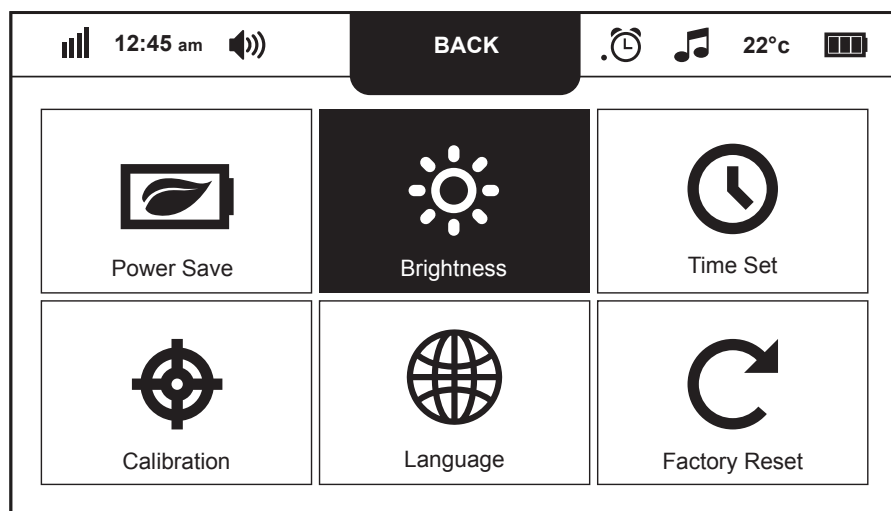 12:45 am BACK 22°c
Power Save Brightness Time Set
Calibration Language Factory Reset